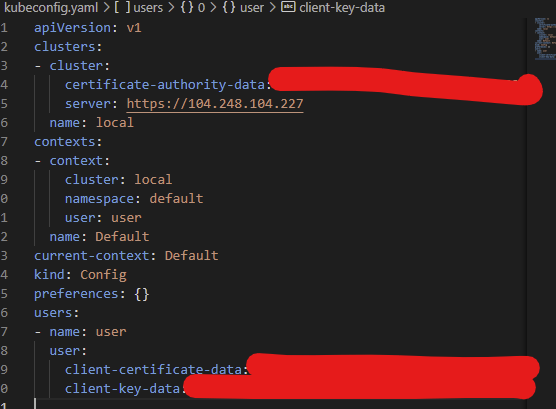 kubeconfig.yaml > [ ] users > { } 0 > { } user > abc client-key-data
1 apiVersion: v1
2 clusters:
3 - cluster:
4 certificate-authority-data:
5 server: https://104.248.104.227
6 name: local
7 contexts:
8 - context:
9 cluster: local
0 namespace: default
1 user: user
2 name: Default
3 current-context: Default
4 kind: Config
5 preferences: {}
6 users:
7 - name: user
8 user:
9 client-certificate-data:
0 client-key-data:
1